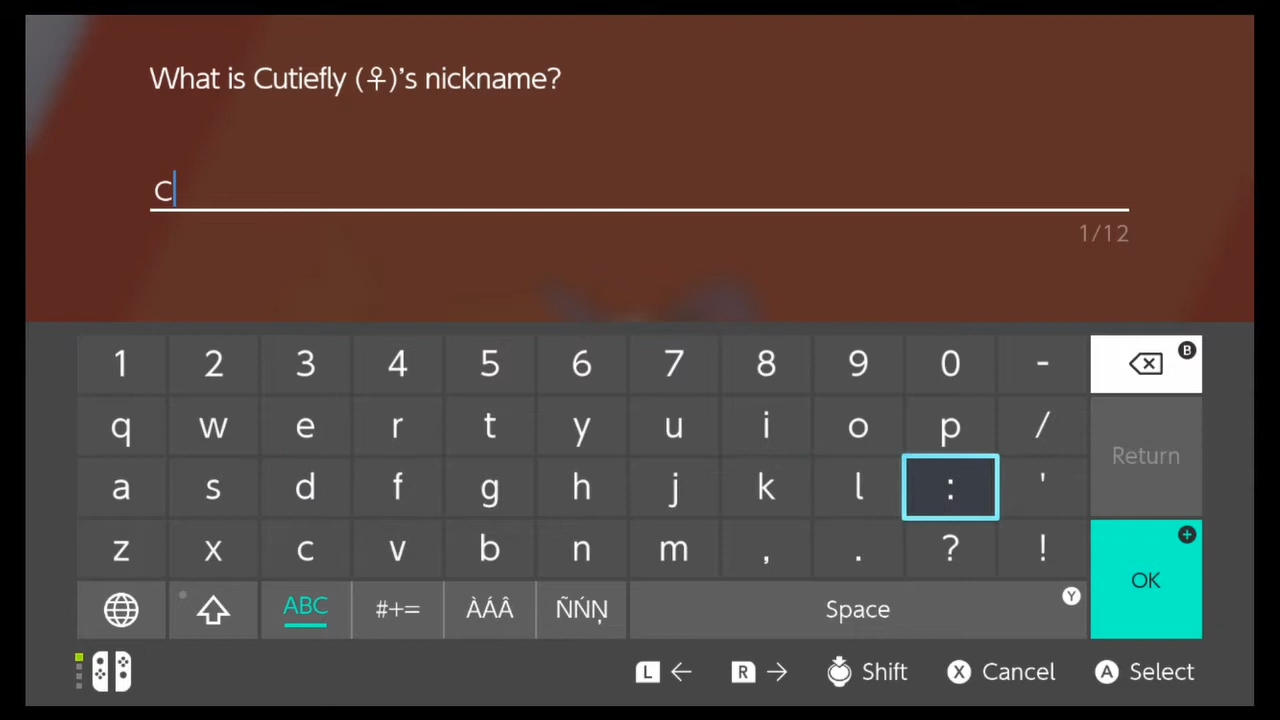 What is Cutiefly (♀)'s nickname?
C
1/12
1 2 3 4 5 6 7 8 9 0 - B
q w e r t y u i o p / Return
a s d f g h j k l : '
z x c v b n m , . ? ! + OK
ABC #+= ÀÁÂ ÑŃŅ Space Y
L ← R → Shift X Cancel A Select